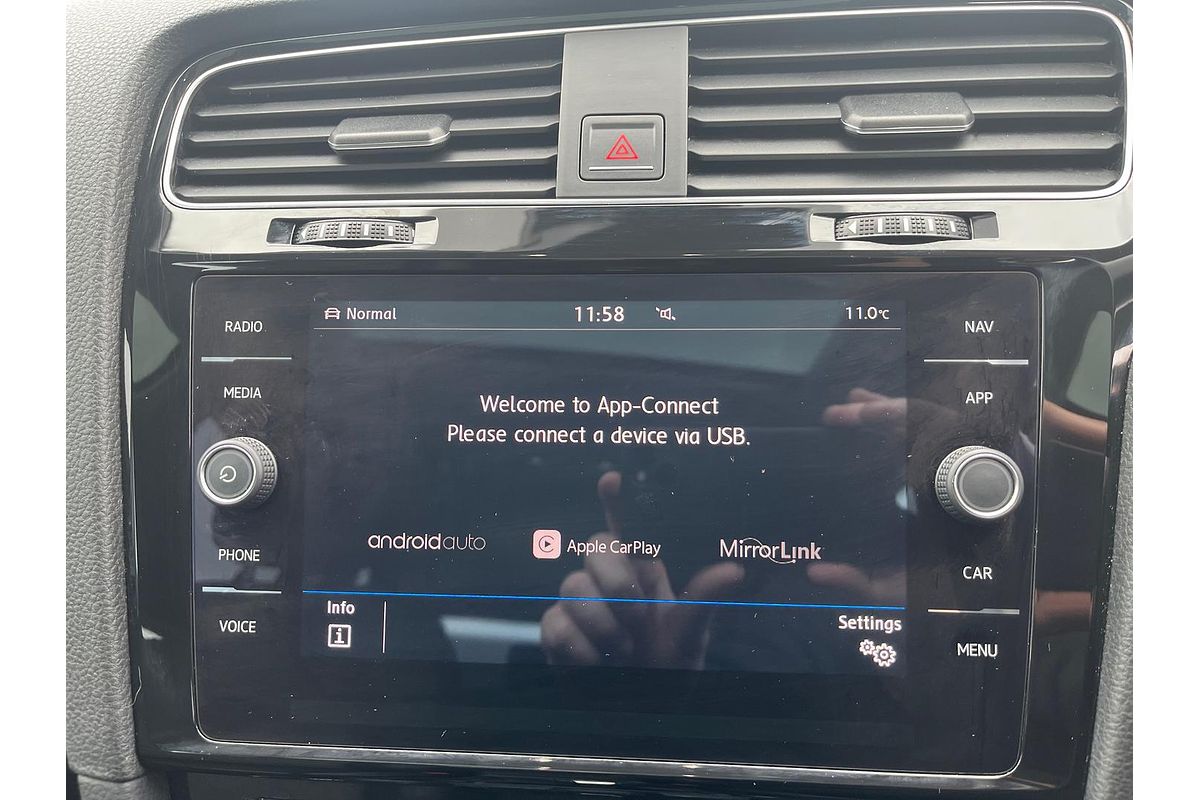 RADIO
MEDIA
PHONE
VOICE
Normal
11:58
11.0°C
Welcome to App-Connect
Please connect a device via USB.
androidauto
Apple CarPlay
MirrorLink
Info
Settings
NAV
APP
CAR
MENU